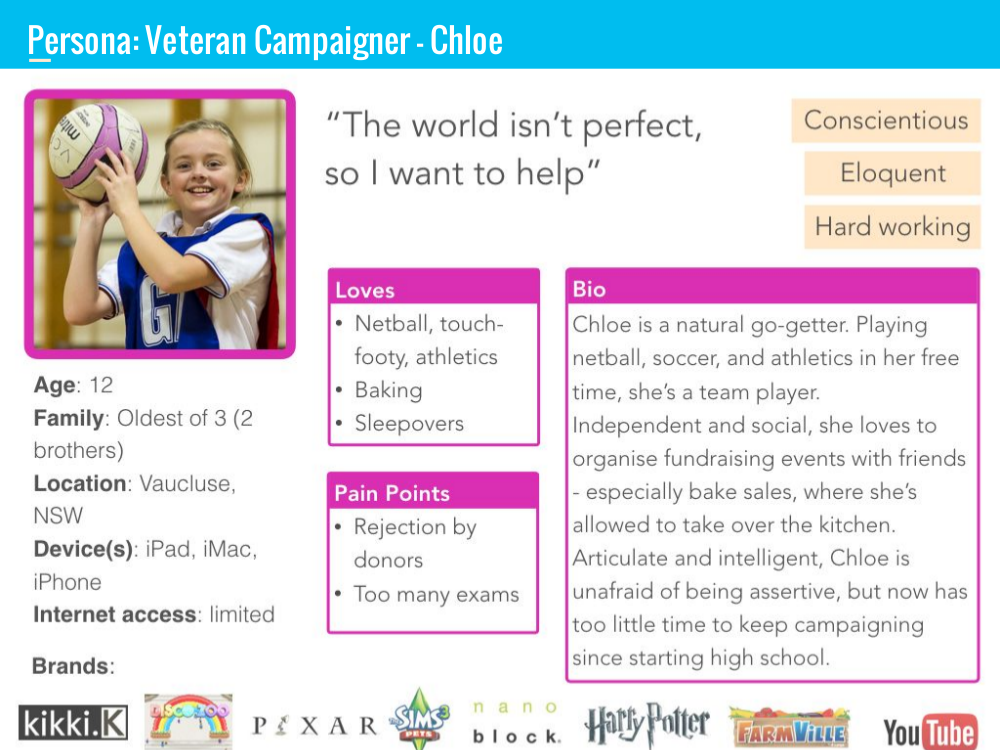 Persona: Veteran Campaigner - Chloe
mitre
“The world isn’t perfect,
so I want to help”
Conscientious
Eloquent
Hard working
Age: 12
Family: Oldest of 3 (2
brothers)
Location: Vaucluse,
NSW
Device(s): iPad, iMac,
iPhone
Internet access: limited
Loves
• Netball, touch-
footy, athletics
• Baking
• Sleepovers
Pain Points
• Rejection by
donors
• Too many exams
Bio
Chloe is a natural go-getter. Playing
netball, soccer, and athletics in her free
time, she’s a team player.
Independent and social, she loves to
organise fundraising events with friends
- especially bake sales, where she’s
allowed to take over the kitchen.
Articulate and intelligent, Chloe is
unafraid of being assertive, but now has
too little time to keep campaigning
since starting high school.
Brands:
kikki.K
DISCO ZOO
PIXAR
THE SIMS 3
PETS
nano
block.
Harry Potter
FARMVILLE
YouTube